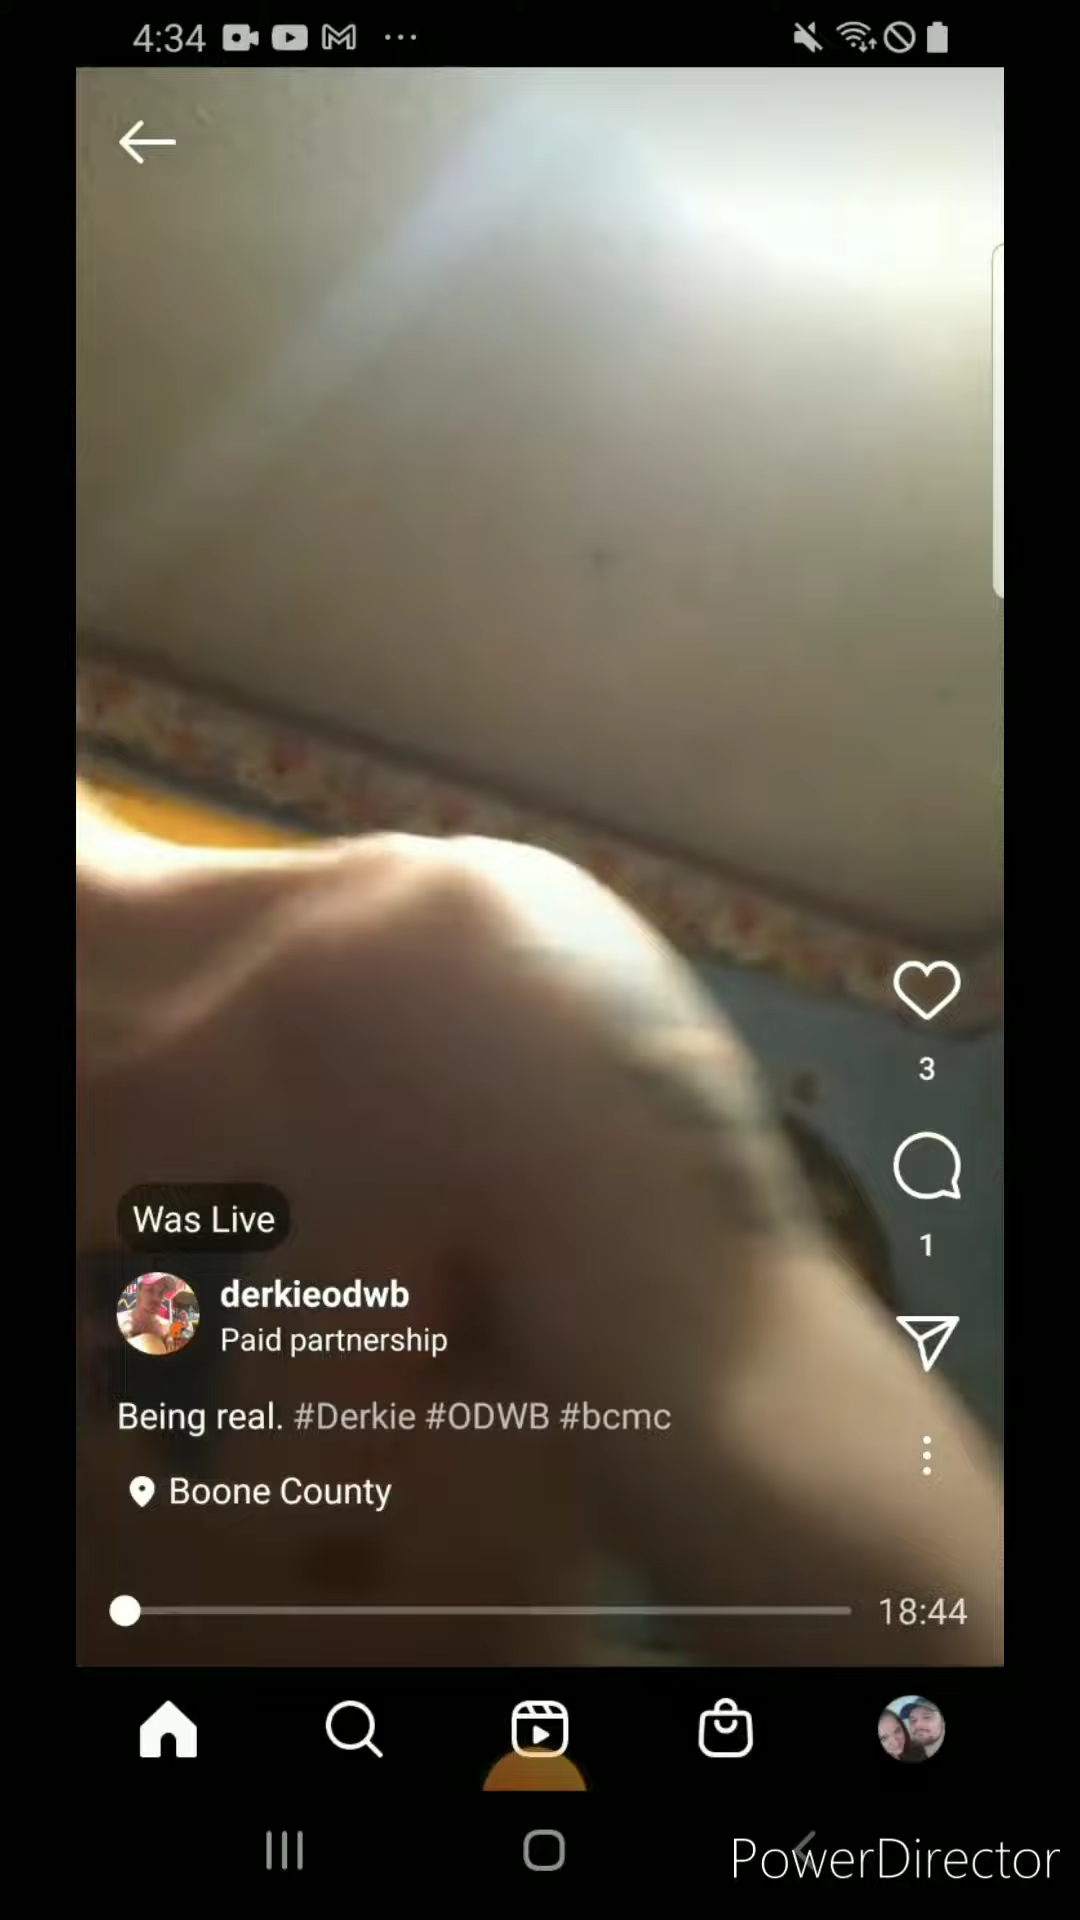 4:34
Was Live
derkieodwb
Paid partnership
Being real. #Derkie #ODWB #bcmc
Boone County
3
1
18:44
PowerDirector